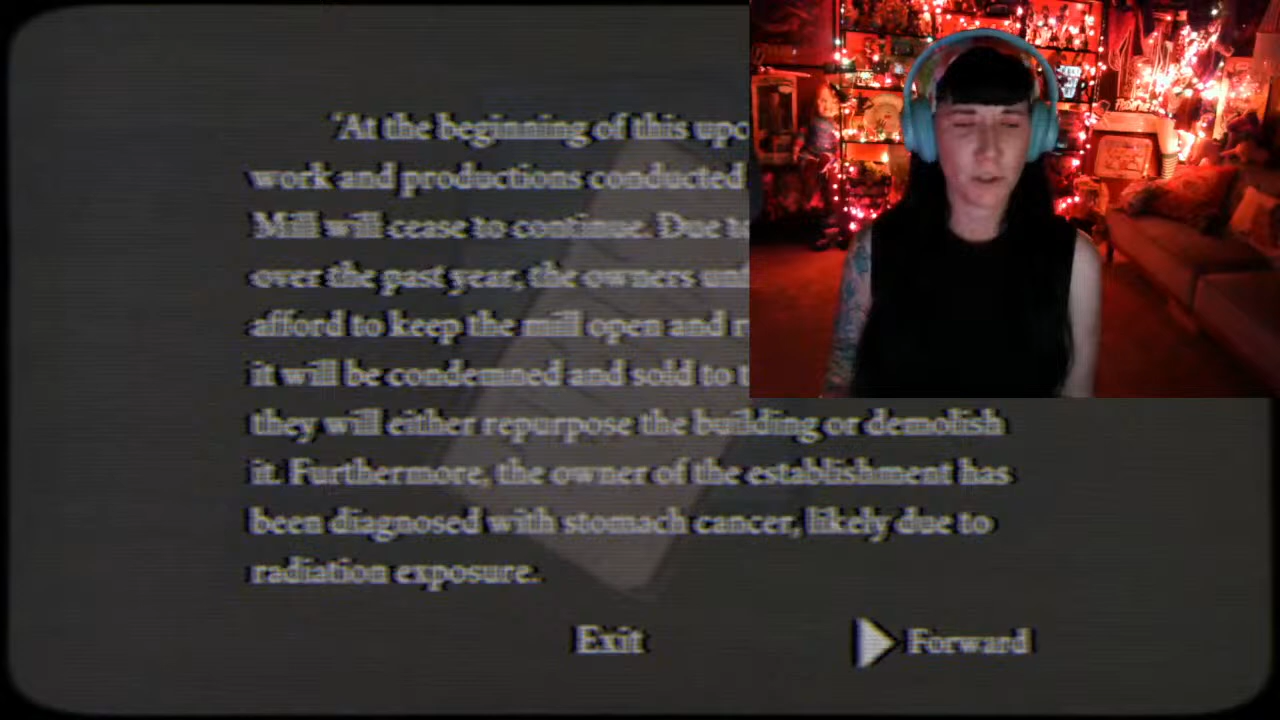 "At the beginning of this upc
work and productions conducted
Mill will cease to continue. Due to
over the past year, the owners unf
afford to keep the mill open and r
it will be condemned and sold to t
they will either repurpose the building or demolish
it. Furthermore, the owner of the establishment has
been diagnosed with stomach cancer, likely due to
radiation exposure.
Exit
Forward